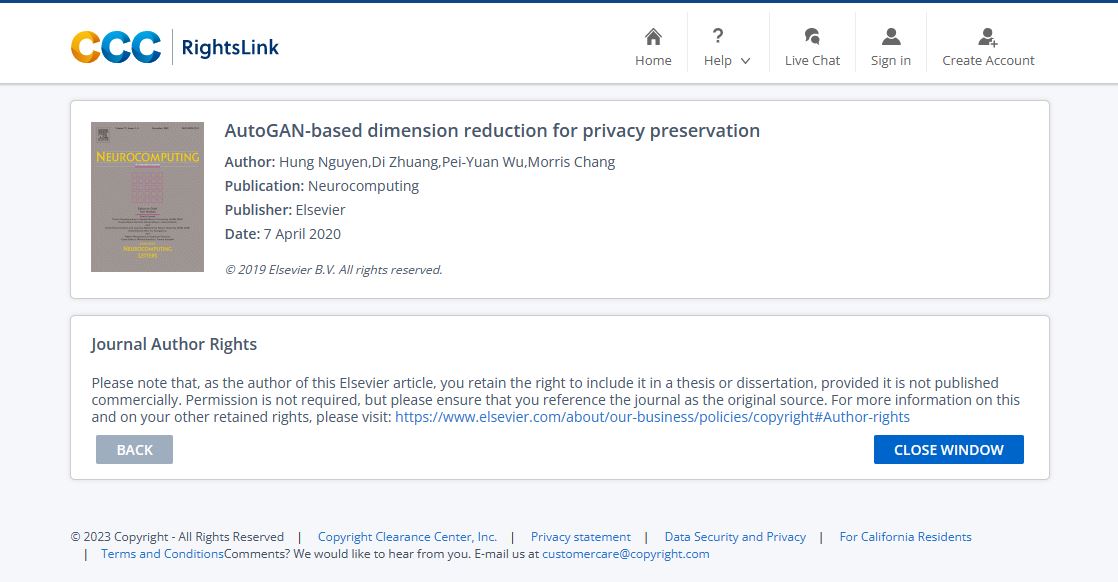 CCC RightsLink
Home
?
Help
Live Chat
Sign in
Create Account
NEUROCOMPUTING
NEUROCOMPUTING
LETTERS
AutoGAN-based dimension reduction for privacy preservation
Author: Hung Nguyen,Di Zhuang,Pei-Yuan Wu,Morris Chang
Publication: Neurocomputing
Publisher: Elsevier
Date: 7 April 2020
© 2019 Elsevier B.V. All rights reserved.
Journal Author Rights
Please note that, as the author of this Elsevier article, you retain the right to include it in a thesis or dissertation, provided it is not published
commercially. Permission is not required, but please ensure that you reference the journal as the original source. For more information on this
and on your other retained rights, please visit: https://www.elsevier.com/about/our-business/policies/copyright#Author-rights
BACK
CLOSE WINDOW
© 2023 Copyright - All Rights Reserved | Copyright Clearance Center, Inc. | Privacy statement | Data Security and Privacy | For California Residents
| Terms and ConditionsComments? We would like to hear from you. E-mail us at customercare@copyright.com